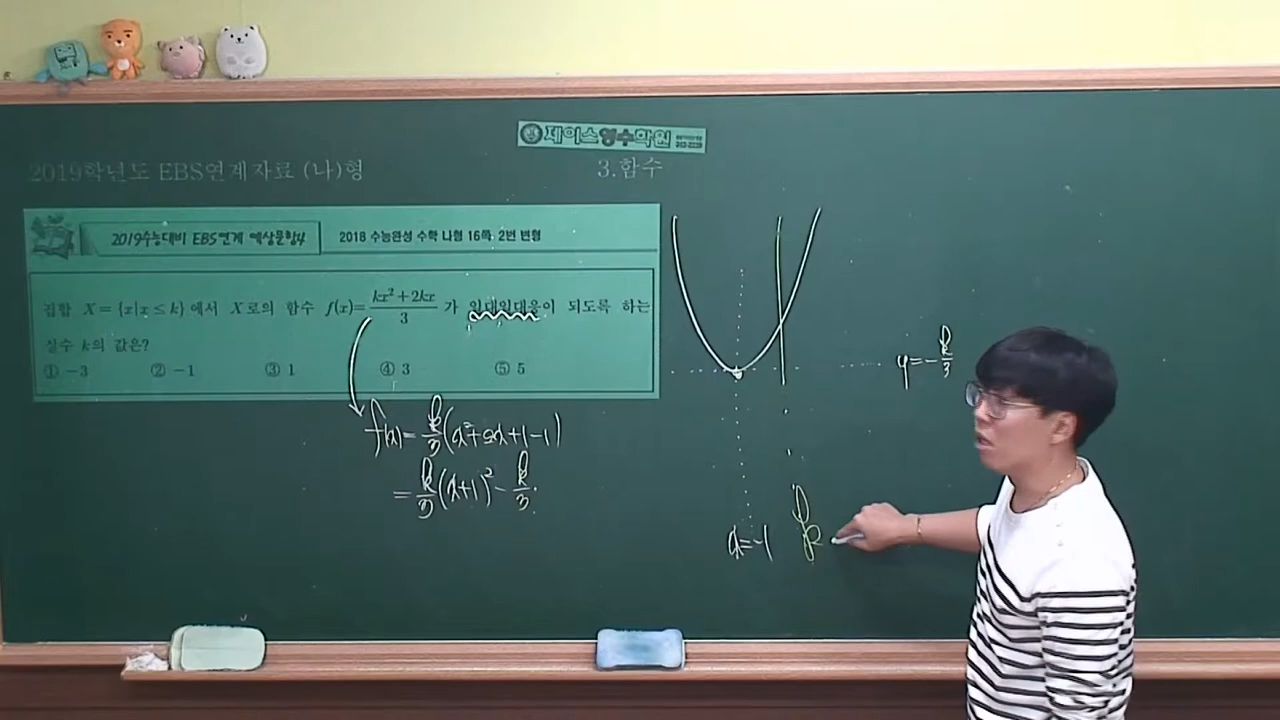 제이스영수학원
2019학년도 EBS연계자료 (나)형
3.함수
2019수능대비 EBS연계 예상문항4
2018 수능완성 수학 나형 16쪽 2번 변형
집합 X = {x|x ≤ k} 에서 X로의 함수 f(x)= kx²+2kx / 3 가 일대일대응이 되도록 하는
실수 k의 값은?
① −3 ② −1 ③ 1 ④ 3 ⑤ 5
f(x)= k/3 (x²+2x+1−1)
= k/3 (x+1)² − k/3
y=−k/3
x=−1
k